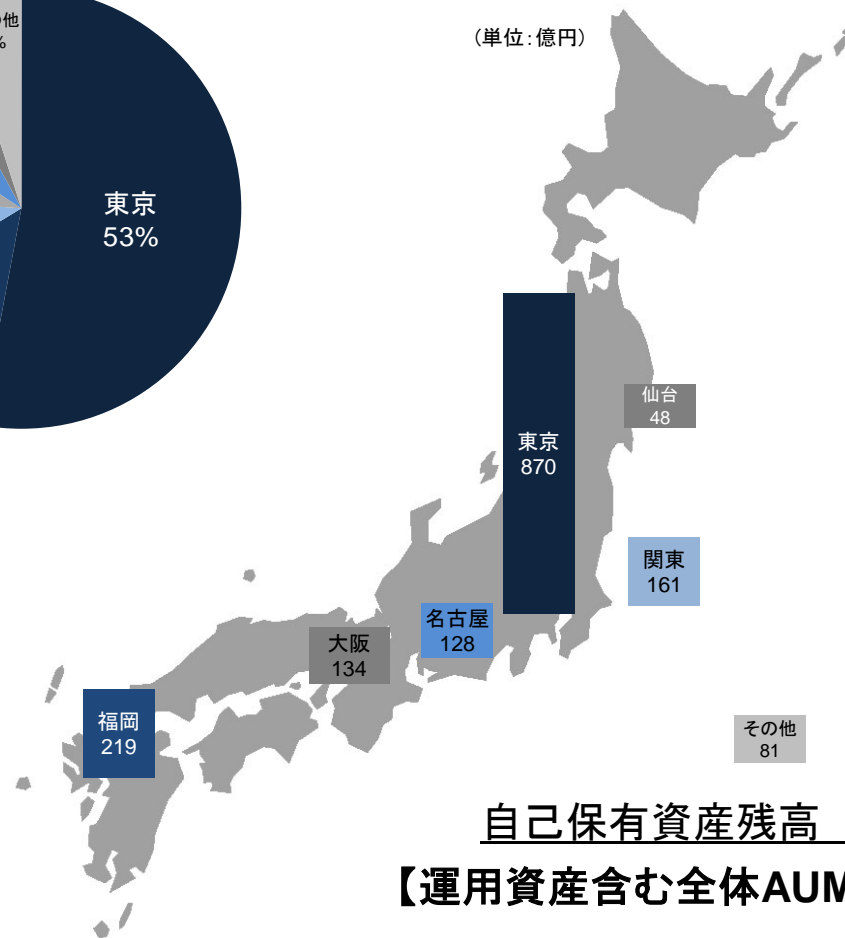 の他
%
（単位：億円）
東京
53%
仙台
48
東京
870
関東
161
名古屋
128
大阪
134
福岡
219
その他
81
自己保有資産残高
【運用資産含む全体AUM